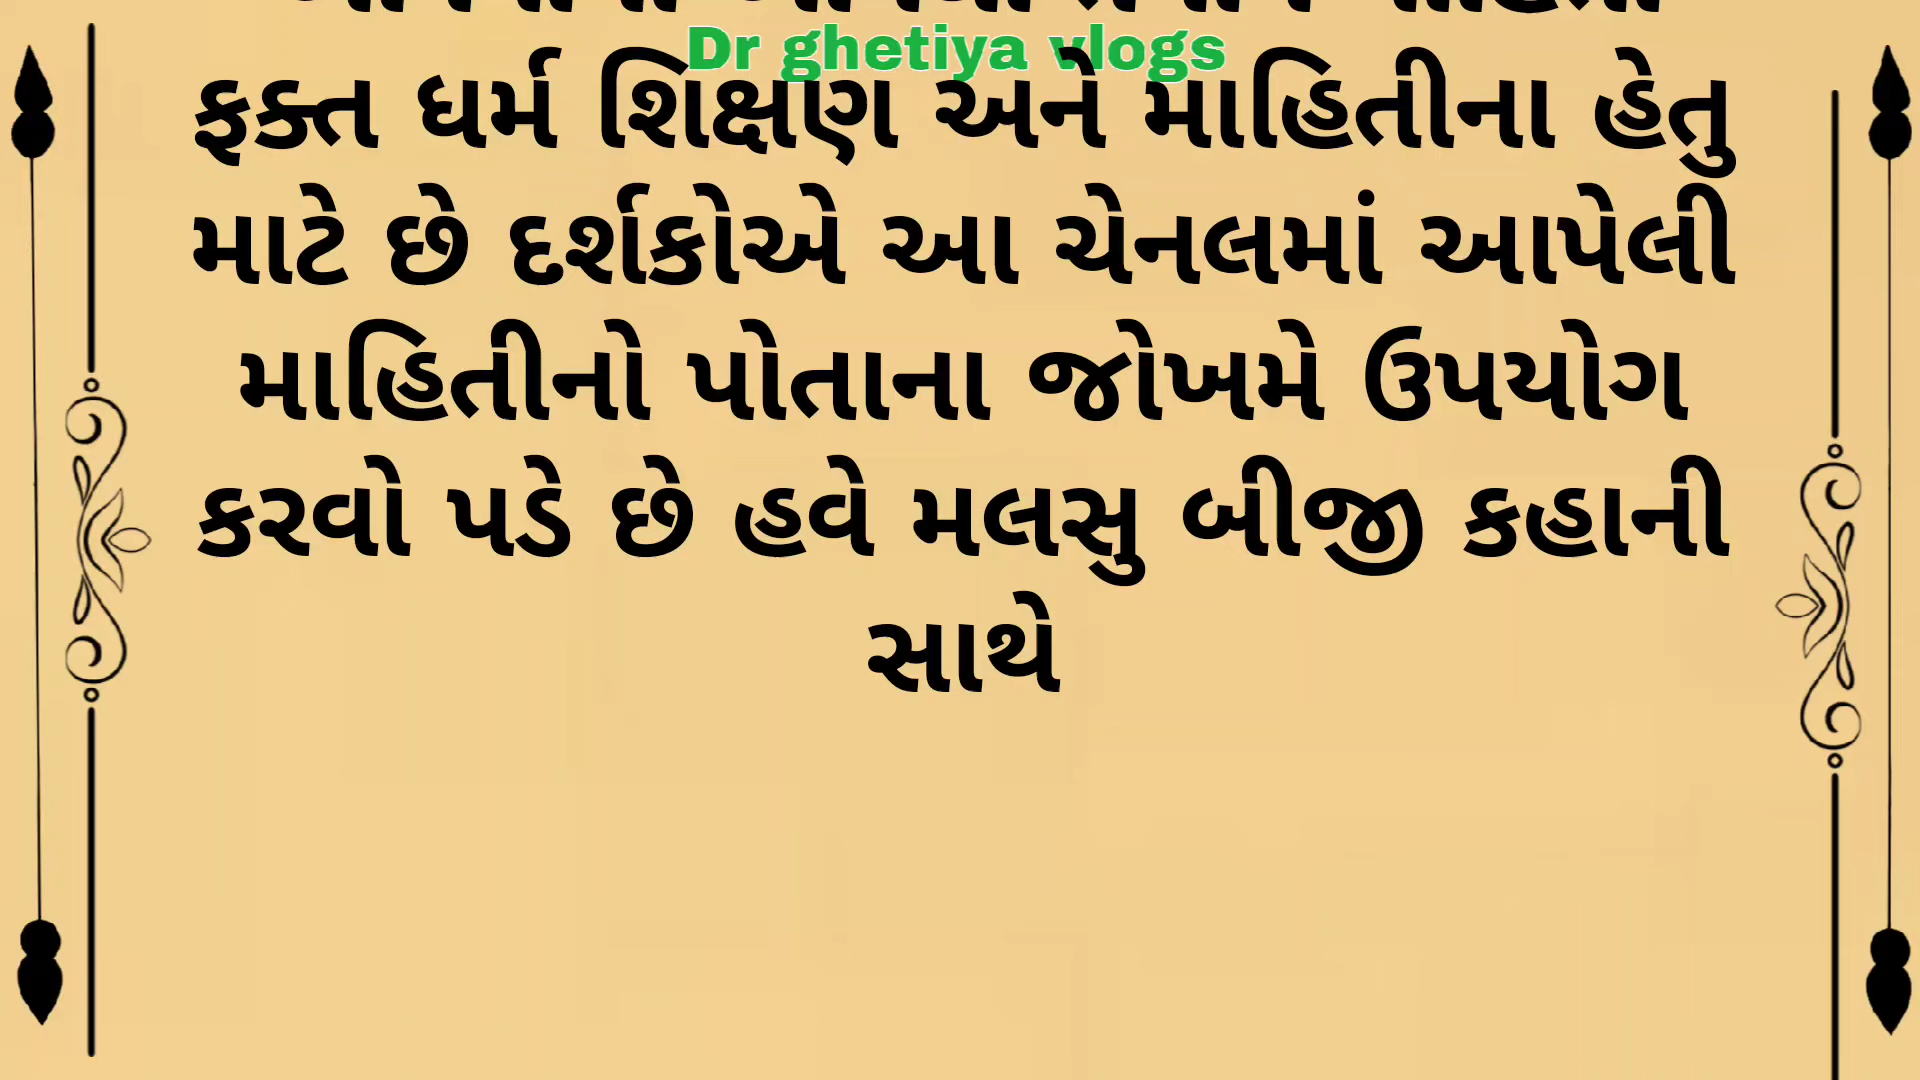 Dr ghetiya vlogs
ફક્ત ધર્મ શિક્ષણ અને માહિતીના હેતુ
માટે છે દર્શકોએ આ ચેનલમાં આપેલી
માહિતીનો પોતાના જોખમે ઉપયોગ
કરવો પડે છે હવે મલસુ બીજી કહાની
સાથે